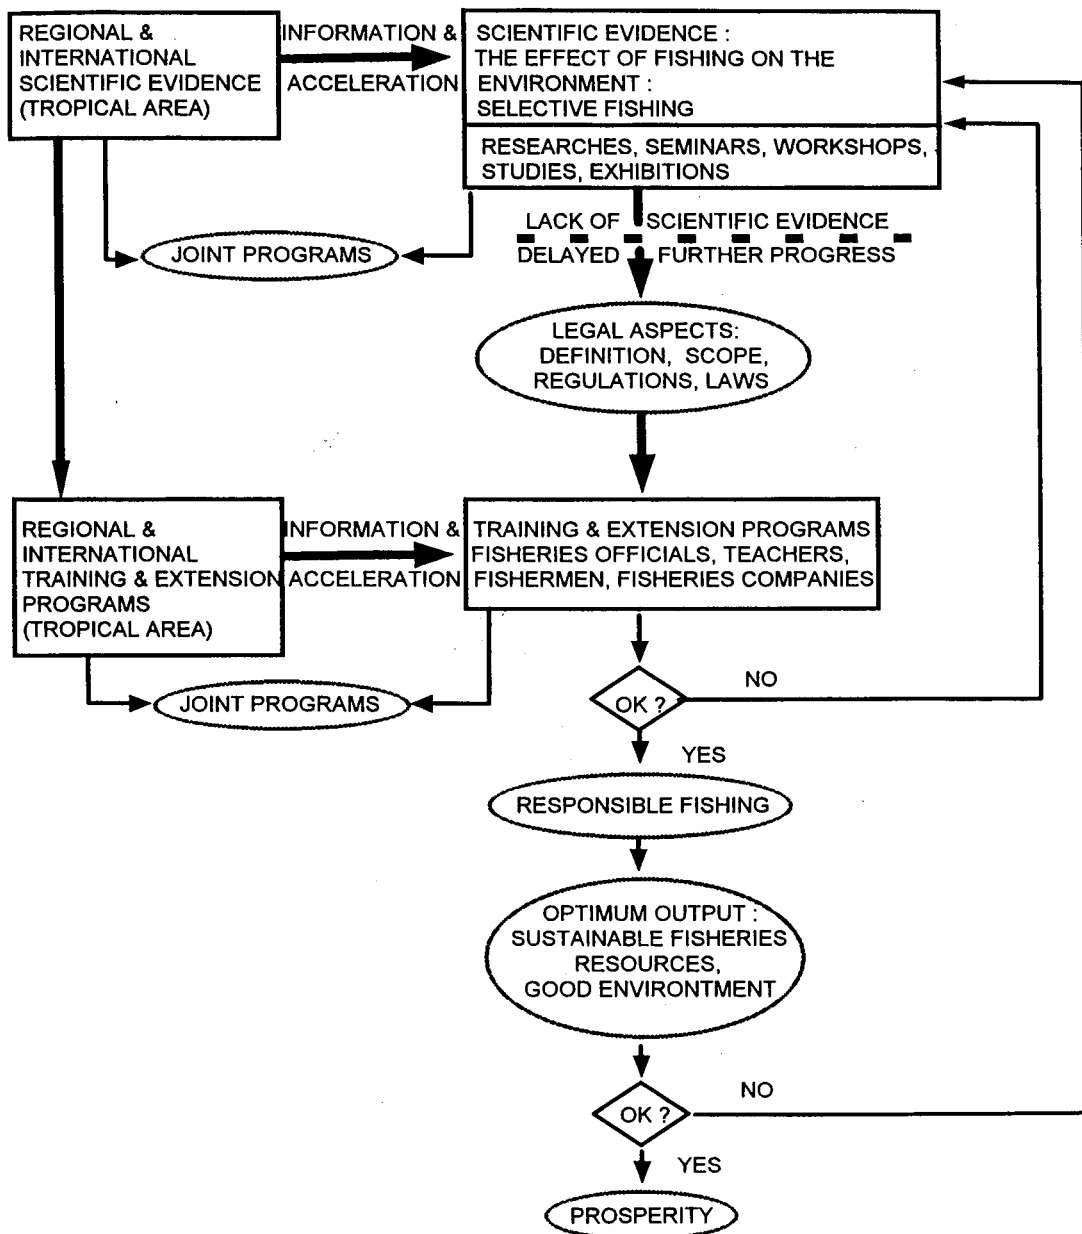 REGIONAL &
INTERNATIONAL
SCIENTIFIC EVIDENCE
(TROPICAL AREA)
INFORMATION &
ACCELERATION
SCIENTIFIC EVIDENCE :
THE EFFECT OF FISHING ON THE
ENVIRONMENT :
SELECTIVE FISHING
RESEARCHES, SEMINARS, WORKSHOPS,
STUDIES, EXHIBITIONS
JOINT PROGRAMS
LACK OF SCIENTIFIC EVIDENCE
DELAYED FURTHER PROGRESS
LEGAL ASPECTS:
DEFINITION, SCOPE,
REGULATIONS, LAWS
REGIONAL &
INTERNATIONAL
TRAINING & EXTENSION
PROGRAMS
(TROPICAL AREA)
INFORMATION &
ACCELERATION
TRAINING & EXTENSION PROGRAMS
FISHERIES OFFICIALS, TEACHERS,
FISHERMEN, FISHERIES COMPANIES
JOINT PROGRAMS
OK ?
NO
YES
RESPONSIBLE FISHING
OPTIMUM OUTPUT :
SUSTAINABLE FISHERIES
RESOURCES,
GOOD ENVIRONTMENT
OK ?
NO
YES
PROSPERITY